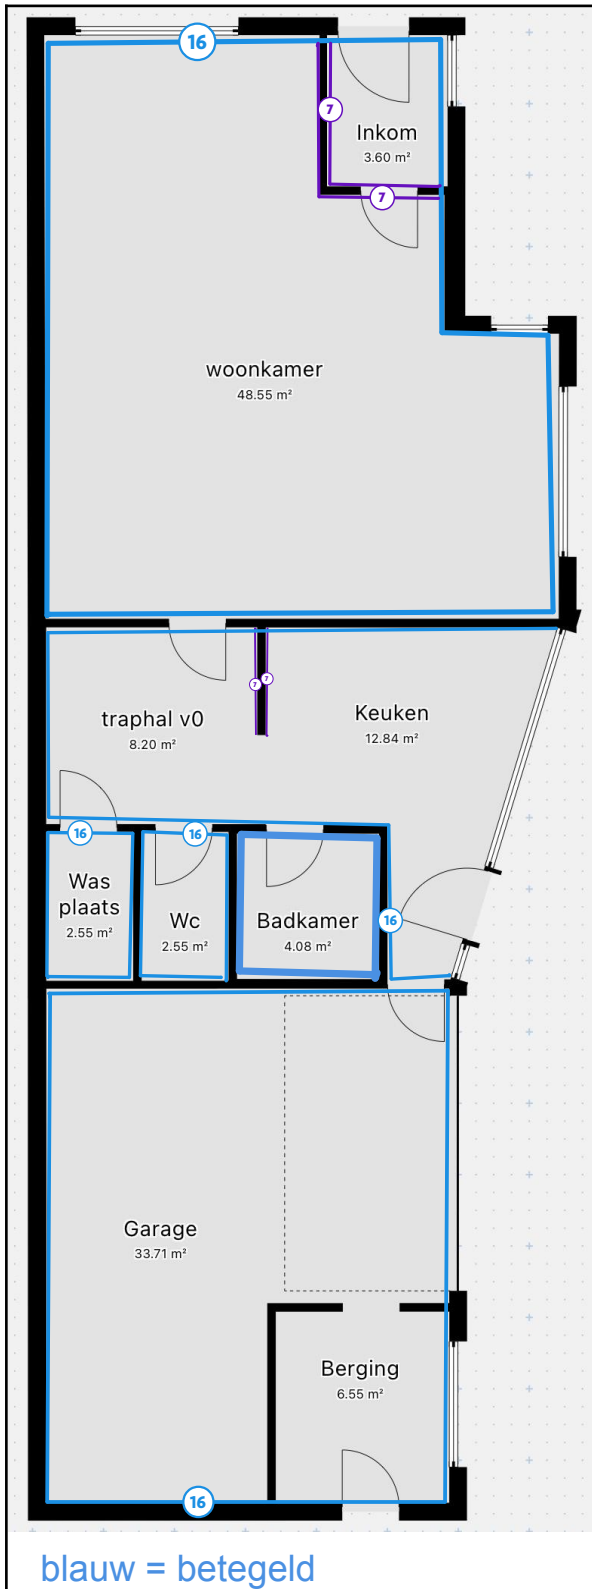 16
7
Inkom
3.60 m²
7
woonkamer
48.55 m²
7 7
traphal v0
8.20 m²
Keuken
12.84 m²
16
16
Was
plaats
2.55 m²
Wc
2.55 m²
Badkamer
4.08 m²
16
Garage
33.71 m²
Berging
6.55 m²
16
blauw = betegeld